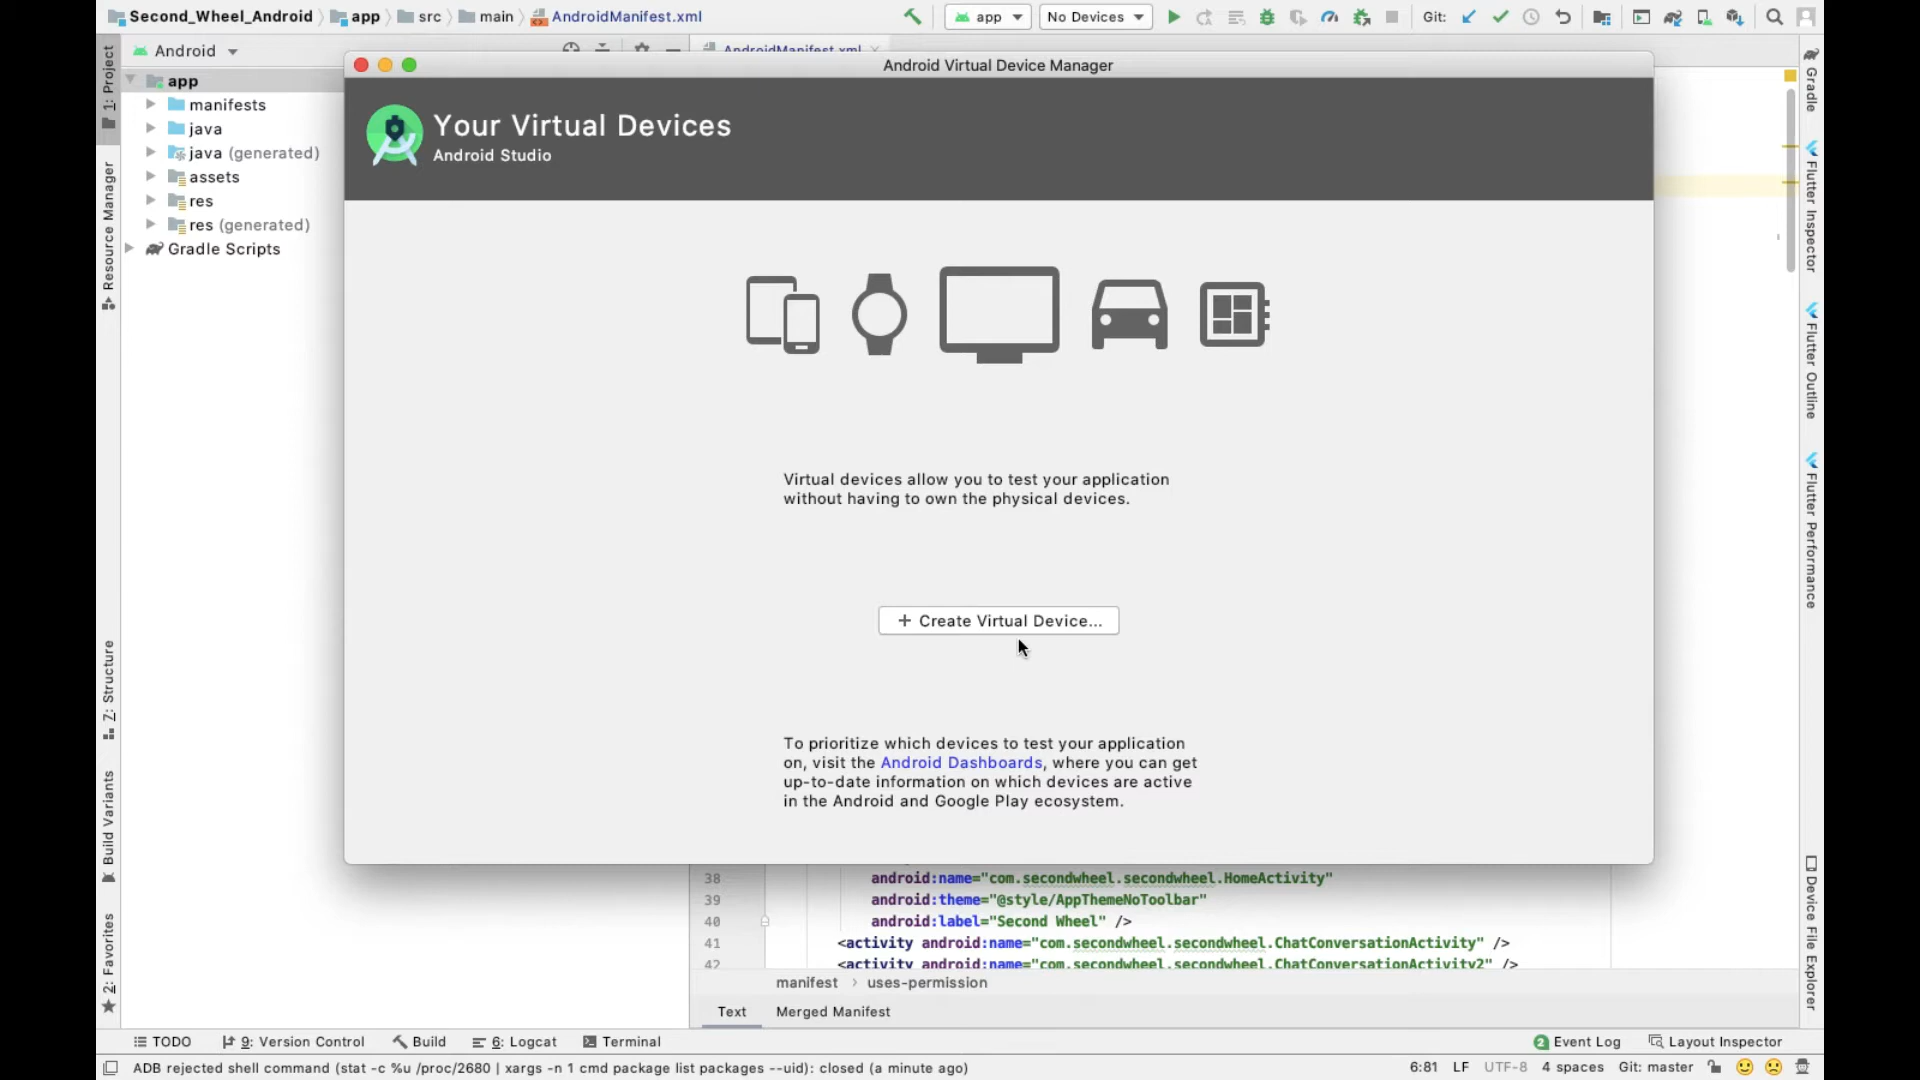 Second_Wheel_Android app src main AndroidManifest.xml
app No Devices Git:
Android
AndroidManifest.xml
Android Virtual Device Manager
Your Virtual Devices
Android Studio
app
manifests
java
java (generated)
assets
res
res (generated)
Gradle Scripts
1: Project
Resource Manager
Z: Structure
Build Variants
2: Favorites
Virtual devices allow you to test your application
without having to own the physical devices.
+ Create Virtual Device...
To prioritize which devices to test your application
on, visit the Android Dashboards, where you can get
up-to-date information on which devices are active
in the Android and Google Play ecosystem.
Gradle
Flutter Inspector
Flutter Outline
Flutter Performance
Device File Explorer
38 android:name="com.secondwheel.secondwheel.HomeActivity"
39 android:theme="@style/AppThemeNoToolbar"
40 android:label="Second Wheel" />
41 <activity android:name="com.secondwheel.secondwheel.ChatConversationActivity" />
42 <activity android:name="com.secondwheel.secondwheel.ChatConversationActivity2" />
manifest > uses-permission
Text Merged Manifest
TODO 9: Version Control Build 6: Logcat Terminal 2 Event Log Layout Inspector
ADB rejected shell command (stat -c %u /proc/2680 | xargs -n 1 cmd package list packages --uid): closed (a minute ago) 6:81 LF UTF-8 4 spaces Git: master